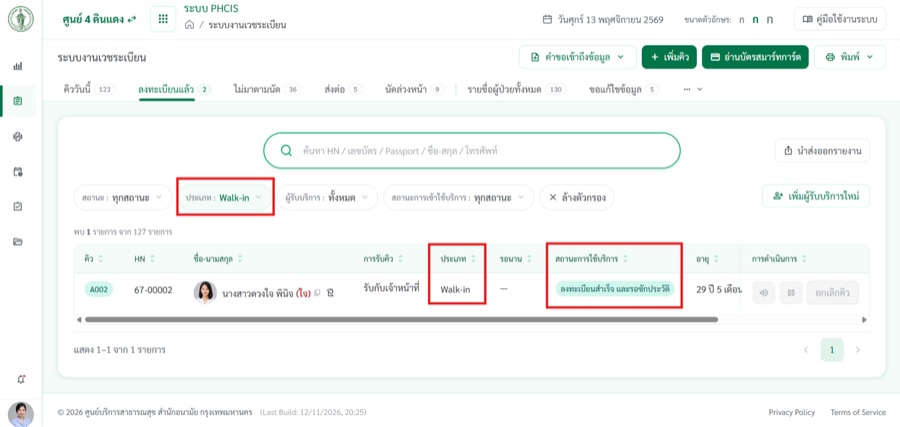 ศูนย์ 4 ดินแดง
ระบบ PHCIS
/ ระบบงานเวชระเบียน
วันศุกร์ 13 พฤศจิกายน 2569
ขนาดตัวอักษร: ก ก ก
คู่มือใช้งานระบบ
ระบบงานเวชระเบียน
คำขอเข้าถึงข้อมูล
+ เพิ่มคิว
อ่านบัตรสมาร์ทการ์ด
พิมพ์
คิววันนี้ 123
ลงทะเบียนแล้ว 2
ไม่มาตามนัด 36
ส่งต่อ 5
นัดล่วงหน้า 9
รายชื่อผู้ป่วยทั้งหมด 130
ขอแก้ไขข้อมูล 5
...
ค้นหา HN / เลขบัตร / Passport / ชื่อ-สกุล / โทรศัพท์
นำส่งออกรายงาน
สถานะ : ทุกสถานะ
ประเภท : Walk-in
ผู้รับบริการ : ทั้งหมด
สถานะการเข้าใช้บริการ : ทุกสถานะ
× ล้างตัวกรอง
เพิ่มผู้รับบริการใหม่
พบ 1 รายการ จาก 127 รายการ
คิว HN ชื่อ-นามสกุล การรับคิว ประเภท รอนาน สถานะการใช้บริการ อายุ การดำเนินการ
A002 67-00002 นางสาวดวงใจ พินิจ (ใจ) รับกับเจ้าหน้าที่ Walk-in — ลงทะเบียนสำเร็จ และรอซักประวัติ 29 ปี 5 เดือน ยกเลิกคิว
แสดง 1–1 จาก 1 รายการ
1
© 2026 ศูนย์บริการสาธารณสุข สำนักอนามัย กรุงเทพมหานคร (Last Build: 12/11/2026, 20:25)
Privacy Policy
Terms of Service